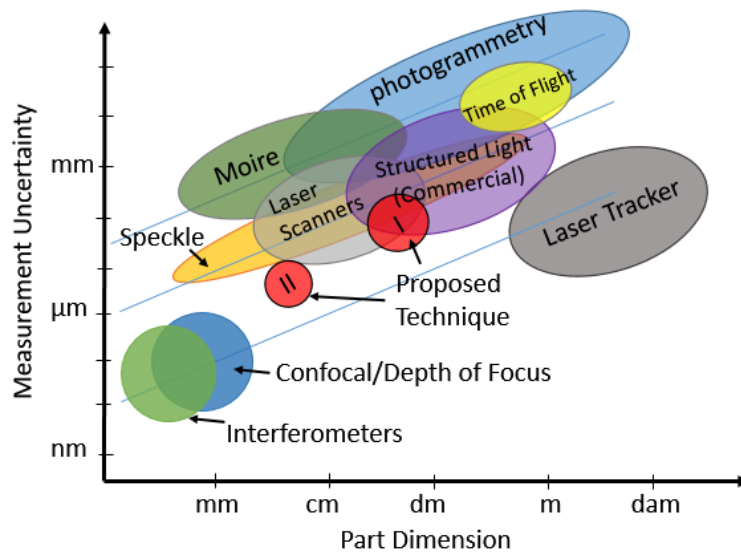 photogrammetry
Time of Flight
Moire
Structured Light
(Commercial)
Laser
Scanners
Laser Tracker
Speckle
I
II
Proposed
Technique
Confocal/Depth of Focus
Interferometers
Measurement Uncertainty
mm
μm
nm
mm
cm
dm
m
dam
Part Dimension